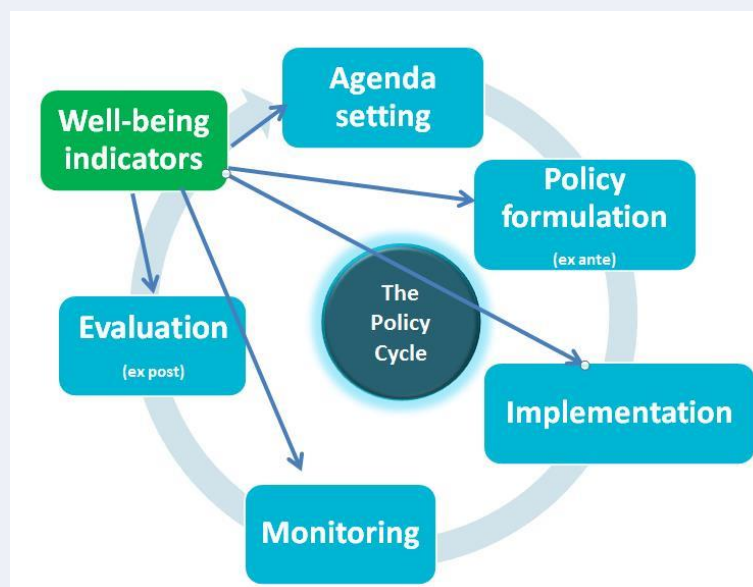 Agenda
setting
Well-being
indicators
Policy
formulation
(ex ante)
The
Policy
Cycle
Evaluation
(ex post)
Implementation
Monitoring